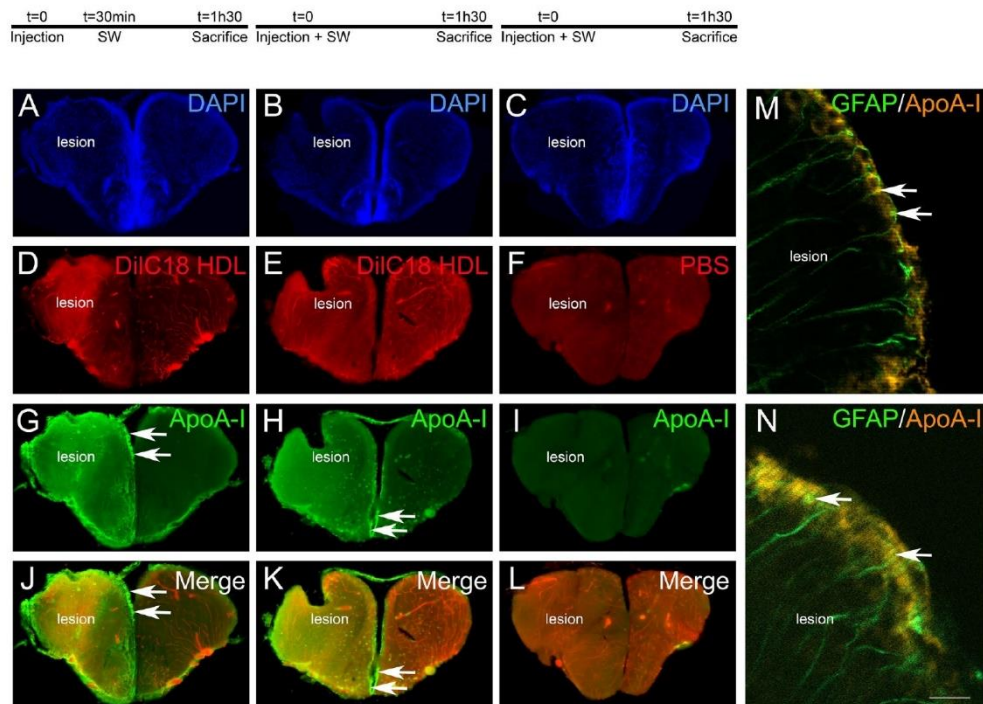 t=0 t=30min t=1h30 t=0 t=1h30 t=0 t=1h30
Injection SW Sacrifice Injection + SW Sacrifice Injection + SW Sacrifice
A DAPI B DAPI C DAPI M GFAP/ApoA-I
lesion lesion lesion
D DilC18 HDL E DilC18 HDL F PBS
lesion lesion lesion lesion
G ApoA-I H ApoA-I I ApoA-I N GFAP/ApoA-I
lesion lesion lesion
J Merge K Merge L Merge
lesion lesion lesion lesion